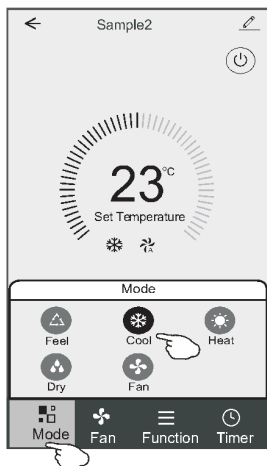 Sample2
23°C
Set Temperature
A
Mode
Feel Cool Heat
Dry Fan
Mode Fan Function Timer